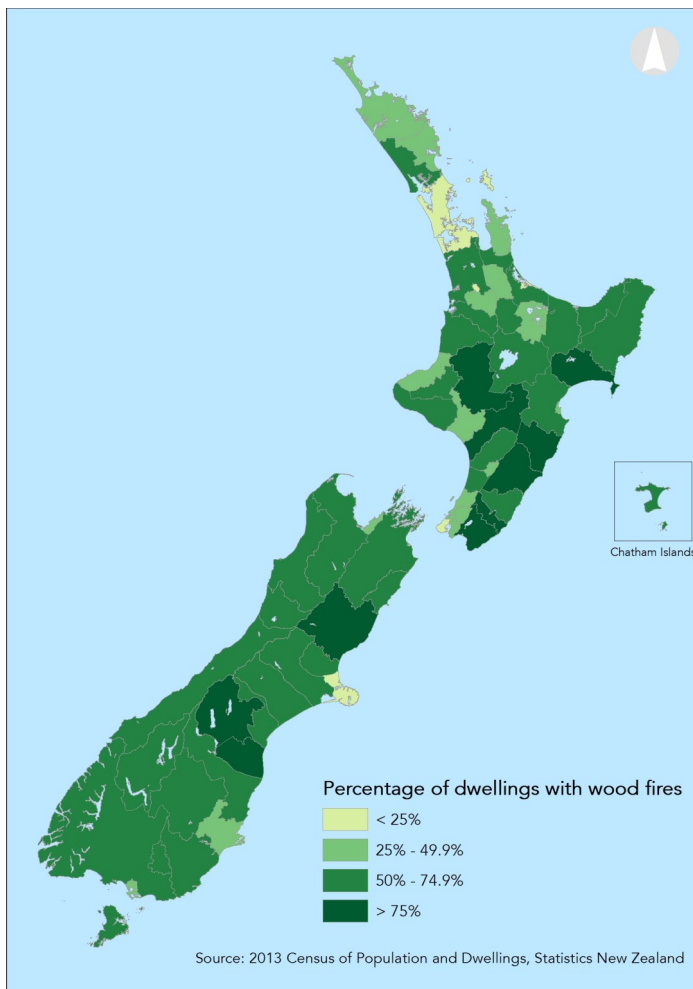 Chatham Islands
Percentage of dwellings with wood fires
< 25%
25% - 49.9%
50% - 74.9%
> 75%
Source: 2013 Census of Population and Dwellings, Statistics New Zealand